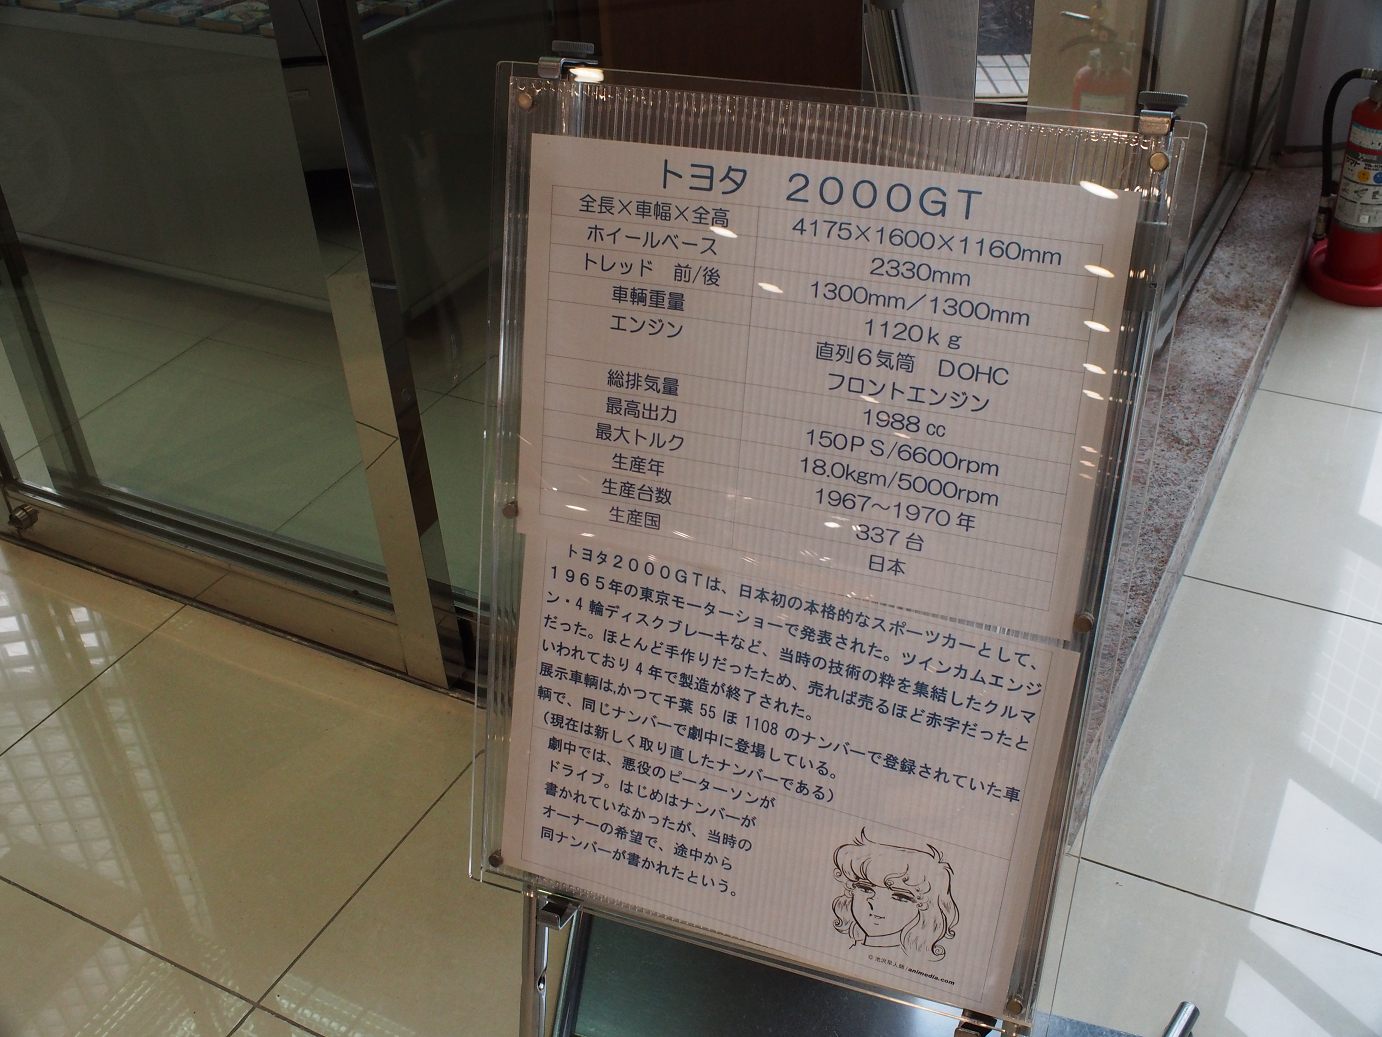 トヨタ　2000GT
全長×車幅×全高　4175×1600×1160mm
ホイールベース　2330mm
トレッド　前/後　1300mm／1300mm
車輌重量　1120ｋｇ
エンジン　直列６気筒　DOHC
フロントエンジン
総排気量　1988㏄
最高出力　150ＰＳ/6600rpm
最大トルク　18.0kgm/5000rpm
生産年　1967～1970年
生産台数　337台
生産国　日本
トヨタ２０００ＧＴは、日本初の本格的なスポーツカーとして、
１９６５年の東京モーターショーで発表された。ツインカムエンジ
ン・４輪ディスクブレーキなど、当時の技術の粋を集結したクルマ
だった。ほとんど手作りだったため、売れば売るほど赤字だったと
いわれており４年で製造が終了された。
展示車輌は,かつて千葉 55 ほ 1108 のナンバーで登録されていた車
輌で、同じナンバーで劇中に登場している。
（現在は新しく取り直したナンバーである）
劇中では、悪役のピーターソンが
ドライブ。はじめはナンバーが
書かれていなかったが、当時の
オーナーの希望で、途中から
同ナンバーが書かれたという。
© 池沢早人師/animedia.com